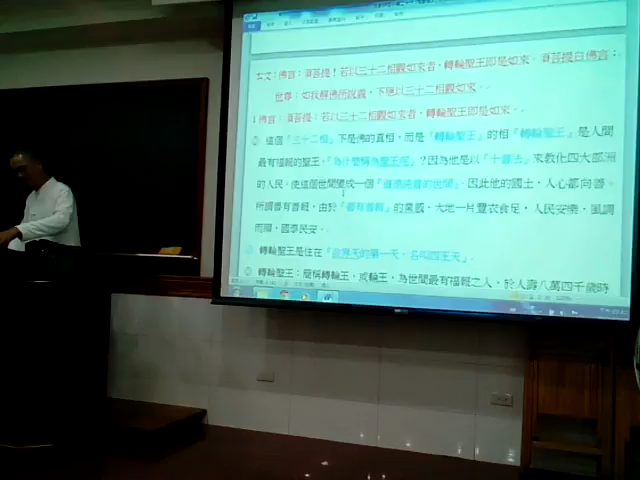 本文:佛言:須菩提!若以三十二相觀如來者,轉輪聖王即是如來。須菩提白佛言:
世尊:如我解佛所說義,不應以三十二相觀如來。
1佛言:須菩提:若以三十二相觀如來者,轉輪聖王即是如來。
這個「三十二相」不是佛的真相,而是「轉輪聖王」的相「轉輪聖王」是人間
最有福報的聖王,「為什麼稱為聖王呢」?因為他是以「十善法」來教化四大部洲
的人民,使這個世間變成一個「道德純善的世間」,因此他的國土,人心都向善。
所謂善有善報,由於「善有善報」的業感,大地一片豐衣食足,人民安樂,風調
而順,國泰民安。
轉輪聖王是住在「欲界天的第一天,名叫四王天」。
轉輪聖王:簡稱轉輪王,或輪王,為世間最有福報之人,於人壽八萬四千歲時